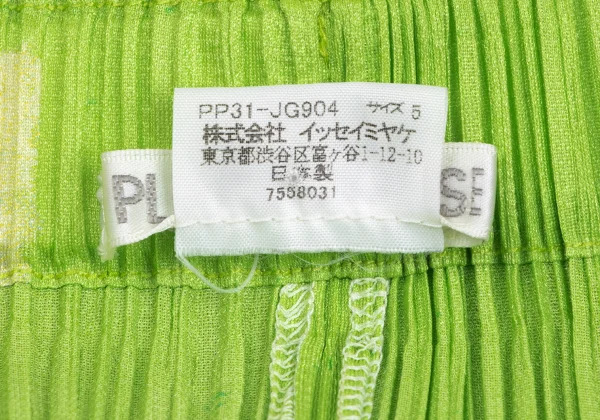 PP31-JG904 サイズ 5
株式会社 イッセイミヤケ
東京都渋谷区富ヶ谷1-12-10
日本製
7558031
PL
SE